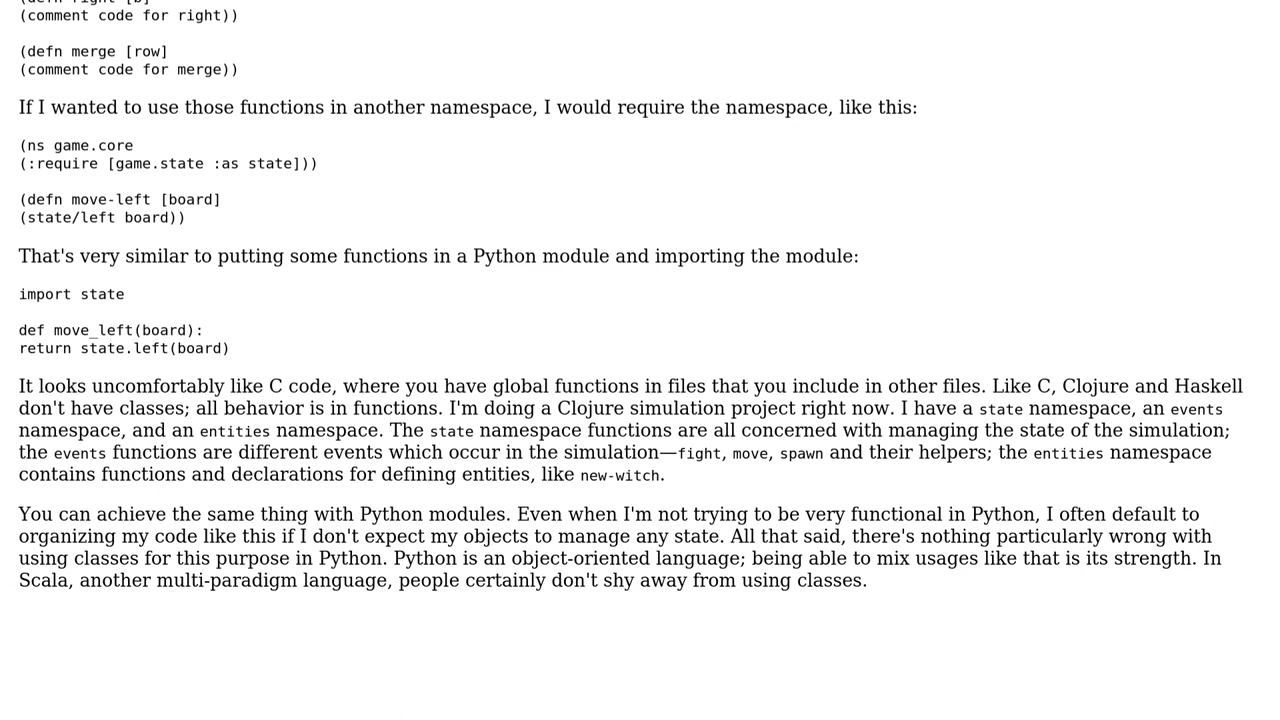 (defn right [b]
(comment code for right))
(defn merge [row]
(comment code for merge))
If I wanted to use those functions in another namespace, I would require the namespace, like this:
(ns game.core
(:require [game.state :as state]))
(defn move-left [board]
(state/left board))
That's very similar to putting some functions in a Python module and importing the module:
import state
def move_left(board):
return state.left(board)
It looks uncomfortably like C code, where you have global functions in files that you include in other files. Like C, Clojure and Haskell
don't have classes; all behavior is in functions. I'm doing a Clojure simulation project right now. I have a state namespace, an events
namespace, and an entities namespace. The state namespace functions are all concerned with managing the state of the simulation;
the events functions are different events which occur in the simulation—fight, move, spawn and their helpers; the entities namespace
contains functions and declarations for defining entities, like new-witch.
You can achieve the same thing with Python modules. Even when I'm not trying to be very functional in Python, I often default to
organizing my code like this if I don't expect my objects to manage any state. All that said, there's nothing particularly wrong with
using classes for this purpose in Python. Python is an object-oriented language; being able to mix usages like that is its strength. In
Scala, another multi-paradigm language, people certainly don't shy away from using classes.